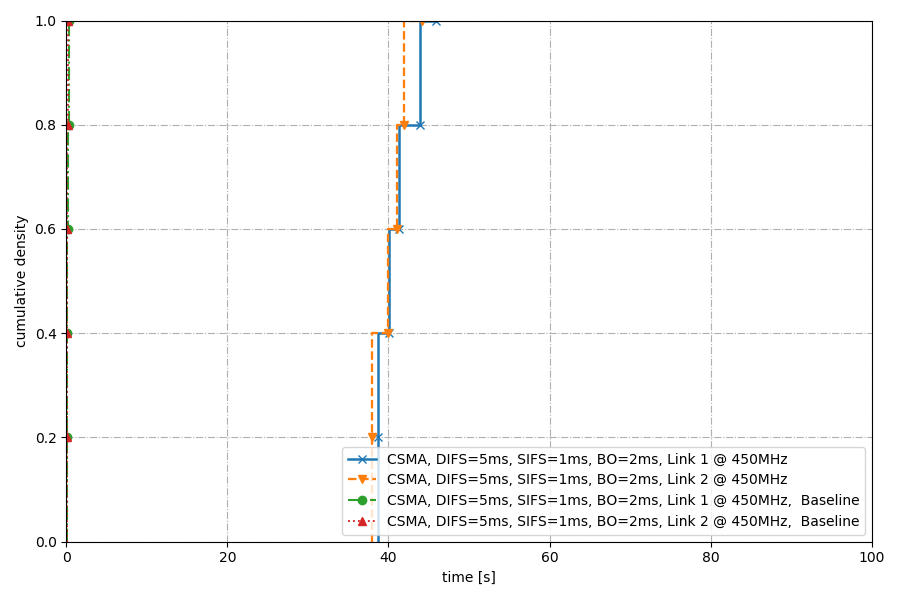 1.0
0.8
0.6
0.4
0.2
0.0
cumulative density
CSMA, DIFS=5ms, SIFS=1ms, BO=2ms, Link 1 @ 450MHz
CSMA, DIFS=5ms, SIFS=1ms, BO=2ms, Link 2 @ 450MHz
CSMA, DIFS=5ms, SIFS=1ms, BO=2ms, Link 1 @ 450MHz,  Baseline
CSMA, DIFS=5ms, SIFS=1ms, BO=2ms, Link 2 @ 450MHz,  Baseline
0 20 40 60 80 100
time [s]